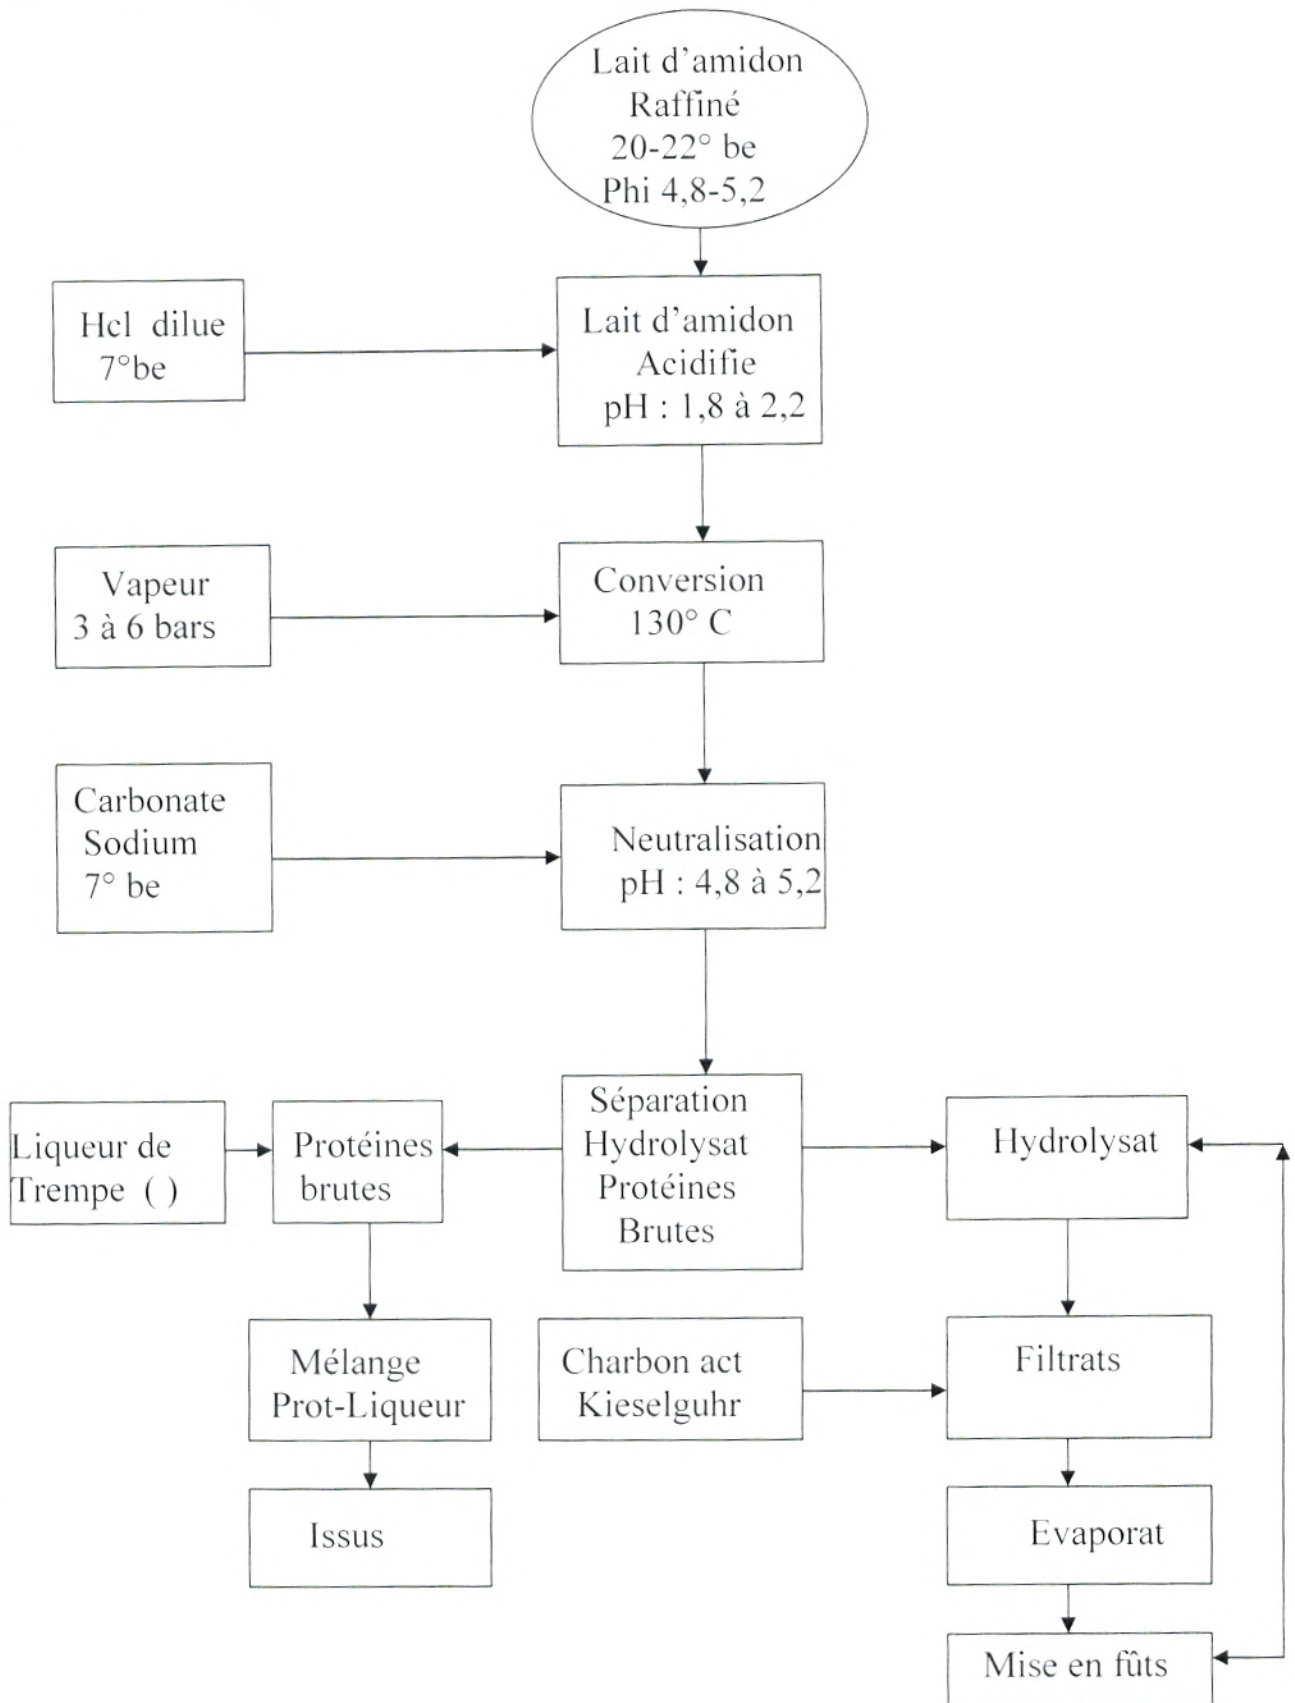 Lait d'amidon
Raffiné
20-22° be
Phi 4,8-5,2
Hcl dilue
7°be
Lait d'amidon
Acidifie
pH : 1,8 à 2,2
Vapeur
3 à 6 bars
Conversion
130° C
Carbonate
Sodium
7° be
Neutralisation
pH : 4,8 à 5,2
Liqueur de
Trempe ( )
Protéines
brutes
Séparation
Hydrolysat
Protéines
Brutes
Hydrolysat
Mélange
Prot-Liqueur
Charbon act
Kieselguhr
Filtrats
Issus
Evaporat
Mise en fûts